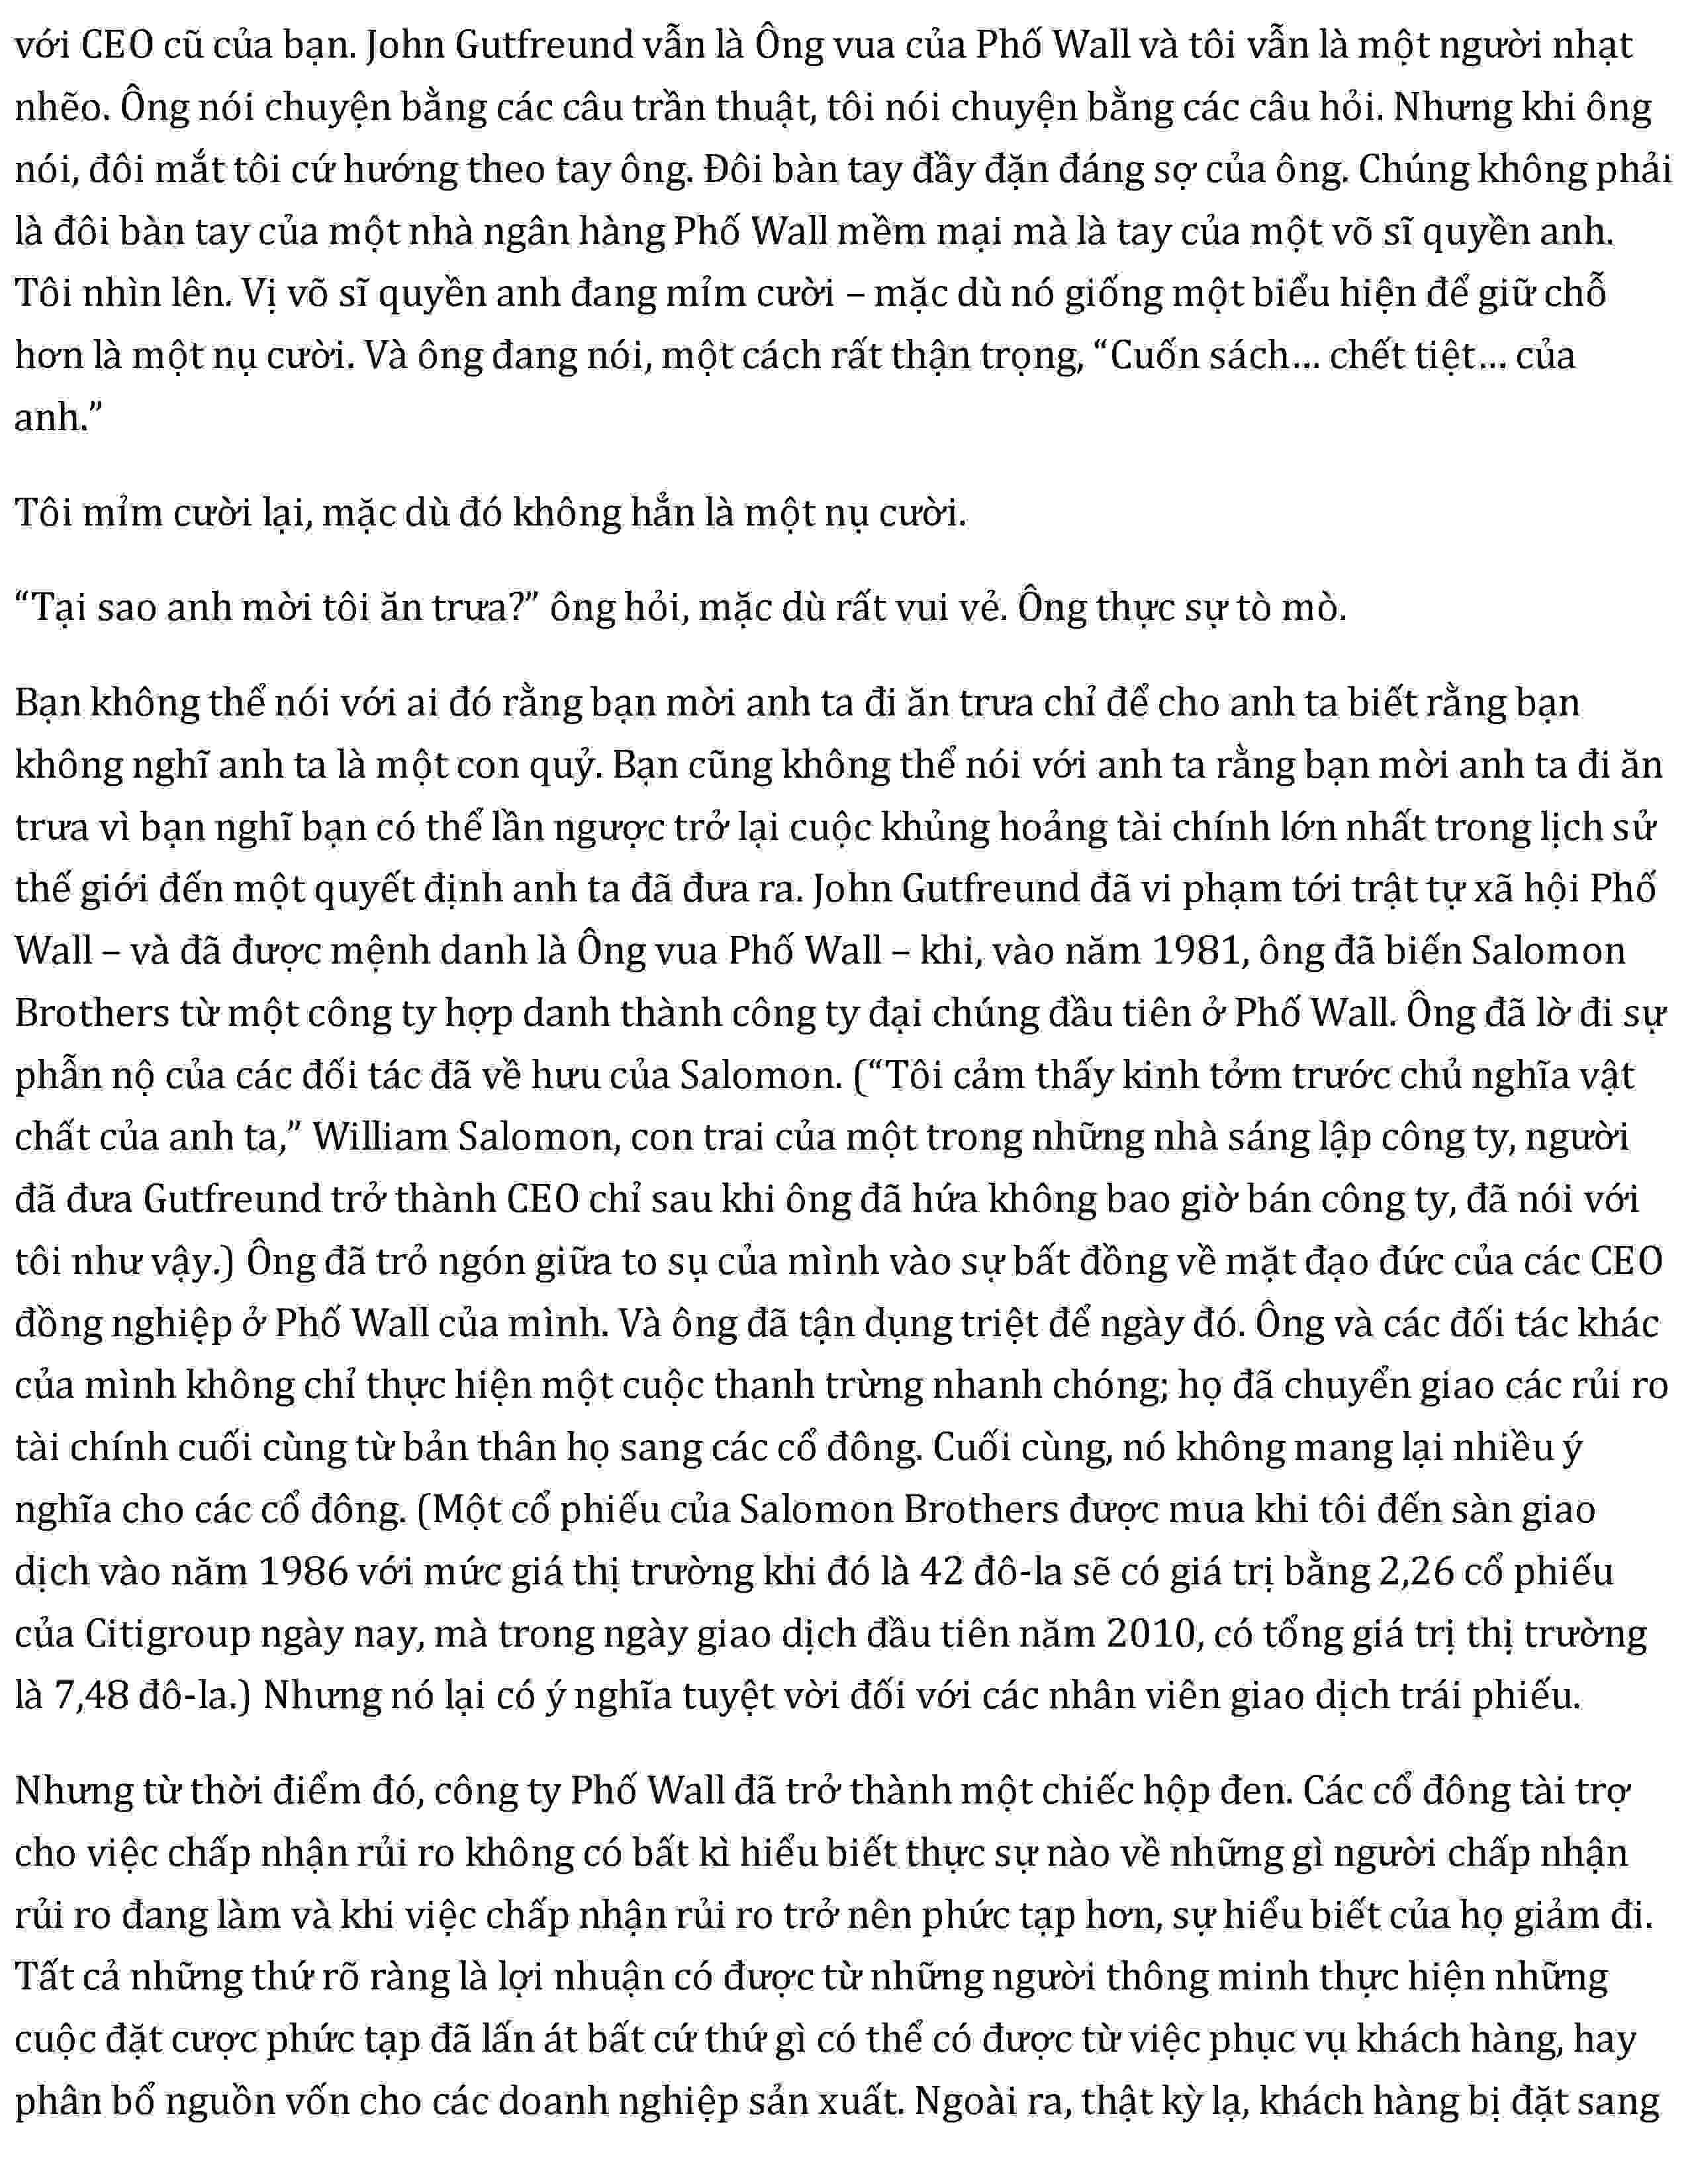 với CEO cũ của bạn. John Gutfreund vẫn là Ông vua của Phố Wall và tôi vẫn là một người nhạt
nhẽo. Ông nói chuyện bằng các câu trần thuật, tôi nói chuyện bằng các câu hỏi. Nhưng khi ông
nói, đôi mắt tôi cứ hướng theo tay ông. Đôi bàn tay đầy đặn đáng sợ của ông. Chúng không phải
là đôi bàn tay của một nhà ngân hàng Phố Wall mềm mại mà là tay của một võ sĩ quyền anh.
Tôi nhìn lên. Vị võ sĩ quyền anh đang mỉm cười – mặc dù nó giống một biểu hiện để giữ chỗ
hơn là một nụ cười. Và ông đang nói, một cách rất thận trọng, “Cuốn sách... chết tiệt... của
anh.”
Tôi mỉm cười lại, mặc dù đó không hẳn là một nụ cười.
“Tại sao anh mời tôi ăn trưa?” ông hỏi, mặc dù rất vui vẻ. Ông thực sự tò mò.
Bạn không thể nói với ai đó rằng bạn mời anh ta đi ăn trưa chỉ để cho anh ta biết rằng bạn
không nghĩ anh ta là một con quỷ. Bạn cũng không thể nói với anh ta rằng bạn mời anh ta đi ăn
trưa vì bạn nghĩ bạn có thể lần ngược trở lại cuộc khủng hoảng tài chính lớn nhất trong lịch sử
thế giới đến một quyết định anh ta đã đưa ra. John Gutfreund đã vi phạm tới trật tự xã hội Phố
Wall – và đã được mệnh danh là Ông vua Phố Wall – khi, vào năm 1981, ông đã biến Salomon
Brothers từ một công ty hợp danh thành công ty đại chúng đầu tiên ở Phố Wall. Ông đã lờ đi sự
phẫn nộ của các đối tác đã về hưu của Salomon. (“Tôi cảm thấy kinh tởm trước chủ nghĩa vật
chất của anh ta,” William Salomon, con trai của một trong những nhà sáng lập công ty, người
đã đưa Gutfreund trở thành CEO chỉ sau khi ông đã hứa không bao giờ bán công ty, đã nói với
tôi như vậy.) Ông đã trỏ ngón giữa to sụ của mình vào sự bất đồng về mặt đạo đức của các CEO
đồng nghiệp ở Phố Wall của mình. Và ông đã tận dụng triệt để ngày đó. Ông và các đối tác khác
của mình không chỉ thực hiện một cuộc thanh trừng nhanh chóng; họ đã chuyển giao các rủi ro
tài chính cuối cùng từ bản thân họ sang các cổ đông. Cuối cùng, nó không mang lại nhiều ý
nghĩa cho các cổ đông. (Một cổ phiếu của Salomon Brothers được mua khi tôi đến sàn giao
dịch vào năm 1986 với mức giá thị trường khi đó là 42 đô-la sẽ có giá trị bằng 2,26 cổ phiếu
của Citigroup ngày nay, mà trong ngày giao dịch đầu tiên năm 2010, có tổng giá trị thị trường
là 7,48 đô-la.) Nhưng nó lại có ý nghĩa tuyệt vời đối với các nhân viên giao dịch trái phiếu.
Nhưng từ thời điểm đó, công ty Phố Wall đã trở thành một chiếc hộp đen. Các cổ đông tài trợ
cho việc chấp nhận rủi ro không có bất kì hiểu biết thực sự nào về những gì người chấp nhận
rủi ro đang làm và khi việc chấp nhận rủi ro trở nên phức tạp hơn, sự hiểu biết của họ giảm đi.
Tất cả những thứ rõ ràng là lợi nhuận có được từ những người thông minh thực hiện những
cuộc đặt cược phức tạp đã lấn át bất cứ thứ gì có thể có được từ việc phục vụ khách hàng, hay
phân bổ nguồn vốn cho các doanh nghiệp sản xuất. Ngoài ra, thật kỳ lạ, khách hàng bị đặt sang